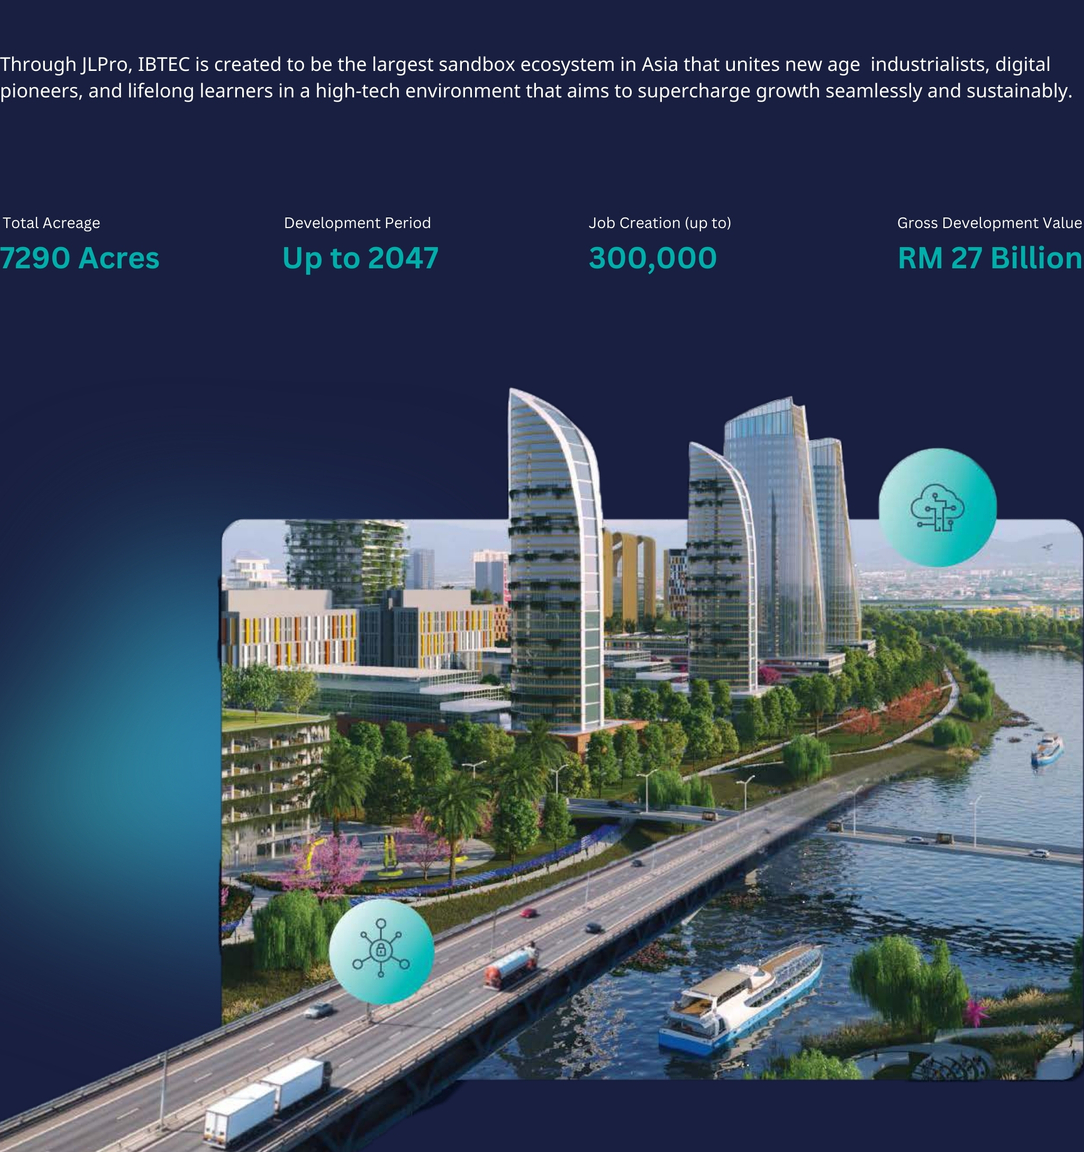 Through JLPro, IBTEC is created to be the largest sandbox ecosystem in Asia that unites new age  industrialists, digital
pioneers, and lifelong learners in a high-tech environment that aims to supercharge growth seamlessly and sustainably.
Total Acreage
7290 Acres
Development Period
Up to 2047
Job Creation (up to)
300,000
Gross Development Value
RM 27 Billion